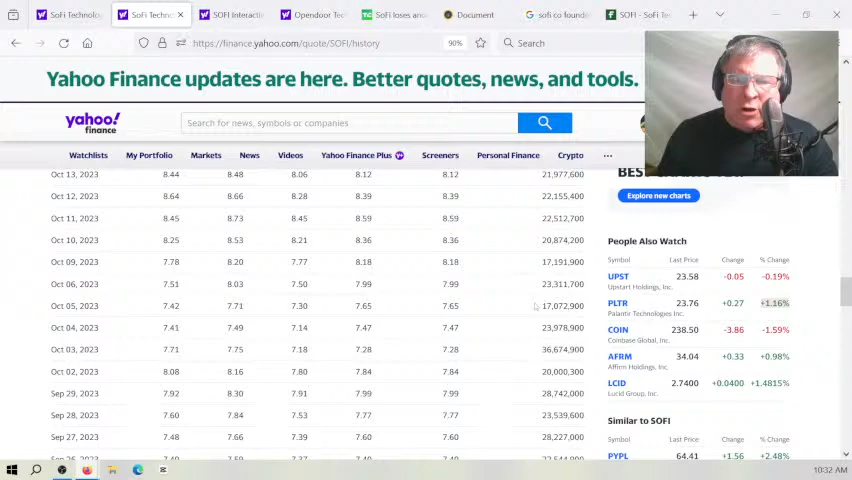 SoFi Technolog
SoFi Techno
SOFI Interacti
Opendoor Tec
SoFi loses ano
Document
sofi co found
SOFI - SoFi Te
https://finance.yahoo.com/quote/SOFI/history
90%
Search
Yahoo Finance updates are here. Better quotes, news, and tools.
yahoo!
finance
Search for news, symbols or companies
Watchlists My Portfolio Markets News Videos Yahoo Finance Plus Screeners Personal Finance Crypto ...
Oct 13, 2023 8.44 8.48 8.06 8.12 8.12 21,977,600
Oct 12, 2023 8.64 8.66 8.28 8.39 8.39 22,155,400
Oct 11, 2023 8.45 8.73 8.45 8.59 8.59 22,512,700
Oct 10, 2023 8.25 8.53 8.21 8.36 8.36 20,874,200
Oct 09, 2023 7.78 8.20 7.77 8.18 8.18 17,191,900
Oct 06, 2023 7.51 8.03 7.50 7.99 7.99 23,311,700
Oct 05, 2023 7.42 7.71 7.30 7.65 7.65 17,072,900
Oct 04, 2023 7.41 7.49 7.14 7.47 7.47 23,978,900
Oct 03, 2023 7.71 7.75 7.18 7.28 7.28 36,674,900
Oct 02, 2023 8.08 8.16 7.80 7.84 7.84 20,000,300
Sep 29, 2023 7.92 8.30 7.91 7.99 7.99 28,742,000
Sep 28, 2023 7.60 7.84 7.53 7.77 7.77 23,539,600
Sep 27, 2023 7.48 7.66 7.39 7.60 7.60 28,227,000
Explore new charts
People Also Watch
Symbol Last Price Change % Change
UPST 23.58 -0.05 -0.19%
Upstart Holdings, Inc.
PLTR 23.76 +0.27 +1.16%
Palantir Technologies Inc.
COIN 238.50 -3.86 -1.59%
Coinbase Global, Inc.
AFRM 34.04 +0.33 +0.98%
Affirm Holdings, Inc.
LCID 2.7400 +0.0400 +1.4815%
Lucid Group, Inc.
Similar to SOFI
PYPL 64.41 +1.56 +2.48%
10:32 AM